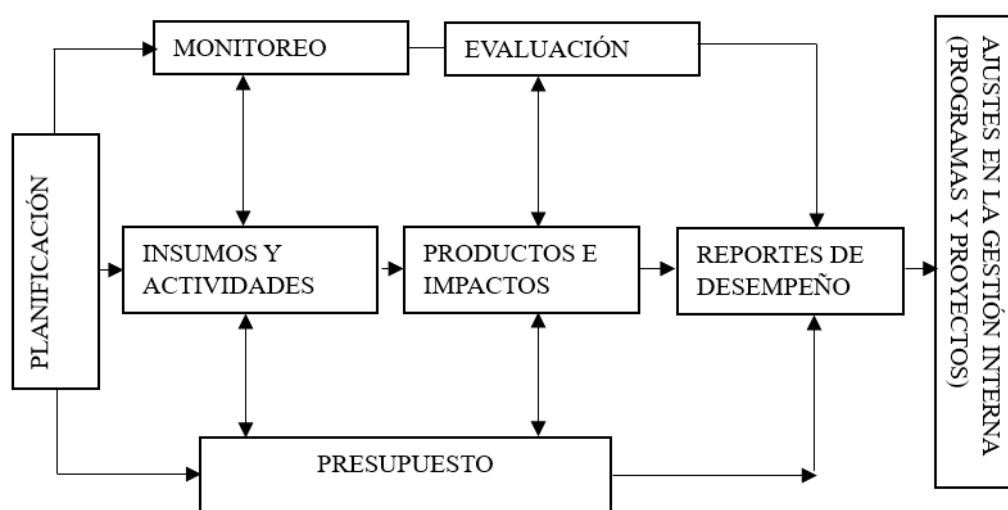 MONITOREO
EVALUACIÓN
PLANIFICACIÓN
INSUMOS Y
ACTIVIDADES
PRODUCTOS E
IMPACTOS
REPORTES DE
DESEMPEÑO
PRESUPUESTO
AJUSTES EN LA GESTIÓN INTERNA
(PROGRAMAS Y PROYECTOS)